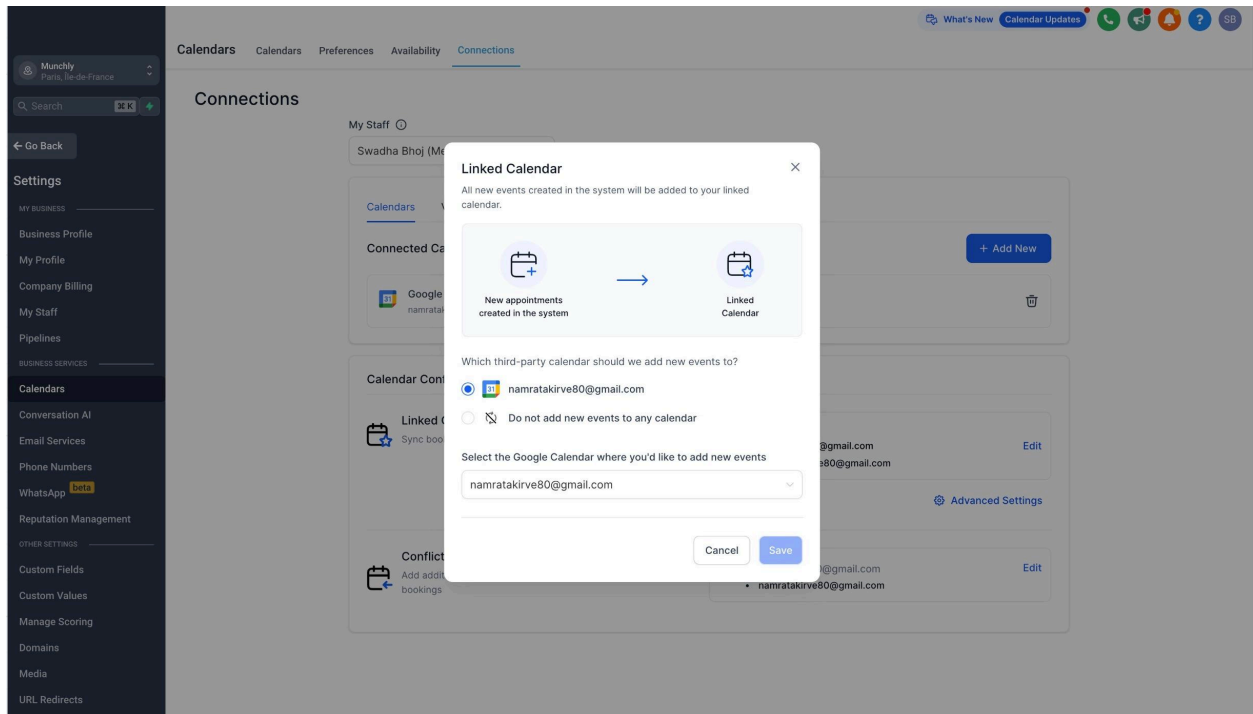 What's New Calendar Updates
SB
Munchly
Paris, Île-de-France
Search ⌘ K
← Go Back
Settings
MY BUSINESS
Business Profile
My Profile
Company Billing
My Staff
Pipelines
BUSINESS SERVICES
Calendars
Conversation AI
Email Services
Phone Numbers
WhatsApp beta
Reputation Management
OTHER SETTINGS
Custom Fields
Custom Values
Manage Scoring
Domains
Media
URL Redirects
Calendars Calendars Preferences Availability Connections
Connections
My Staff
Swadha Bhoj
Calendars
Connected
+ Add New
31 Google
Calendar
Linked
Sync
@gmail.com
Edit
@gmail.com
Advanced Settings
Conflict
Add
bookings
@gmail.com
Edit
• namratakirve80@gmail.com
Linked Calendar
All new events created in the system will be added to your linked
calendar.
New appointments
created in the system
Linked
Calendar
Which third-party calendar should we add new events to?
31 namratakirve80@gmail.com
Do not add new events to any calendar
Select the Google Calendar where you'd like to add new events
namratakirve80@gmail.com
Cancel
Save